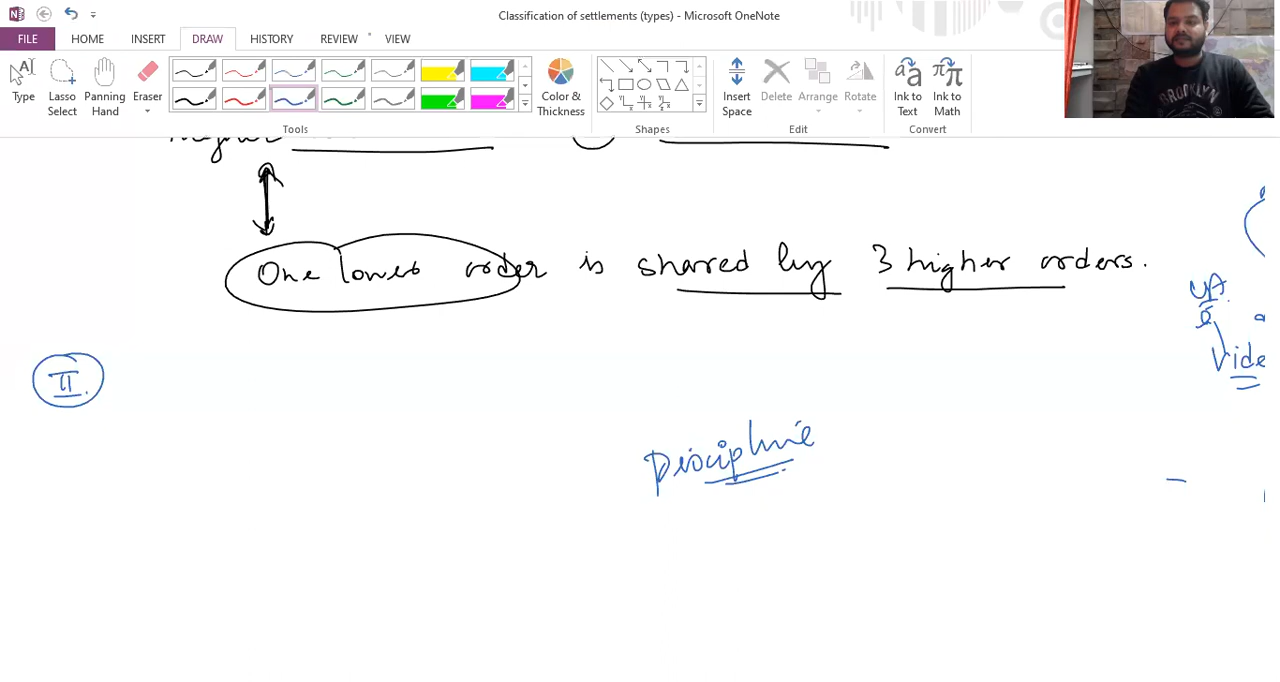 Classification of settlements (types) - Microsoft OneNote
FILE HOME INSERT DRAW HISTORY REVIEW VIEW
Type
Lasso Select
Panning Hand
Eraser
Color & Thickness
Insert Space
Delete
Arrange
Rotate
Ink to Text
Ink to Math
Tools
Shapes
Edit
Convert
BROOKLYN
One lower order is shared by 3 higher orders.
II.
Discipline
Vide